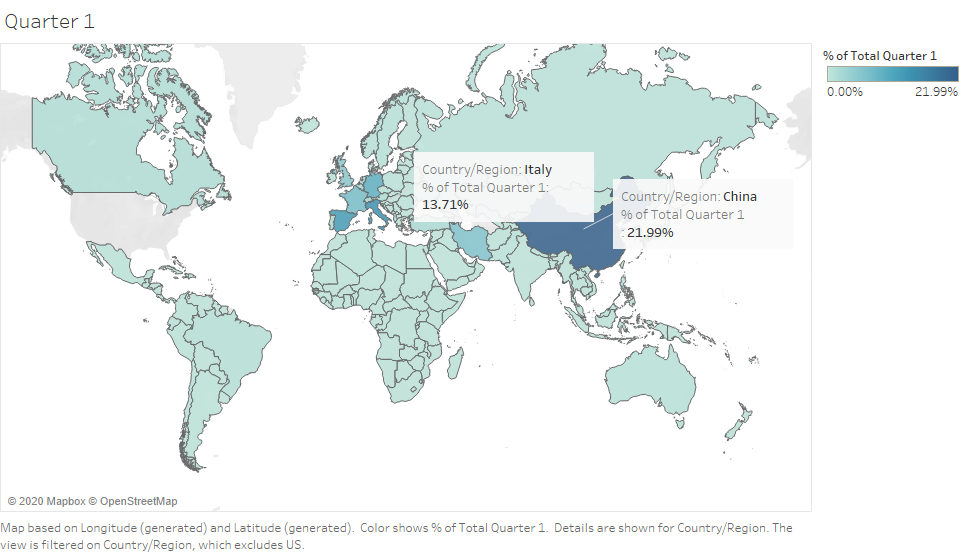 Quarter 1
% of Total Quarter 1
0.00%
21.99%
Country/Region: Italy
% of Total Quarter 1:
13.71%
Country/Region: China
% of Total Quarter 1
: 21.99%
© 2020 Mapbox © OpenStreetMap
Map based on Longitude (generated) and Latitude (generated). Color shows % of Total Quarter 1. Details are shown for Country/Region. The
view is filtered on Country/Region, which excludes US.